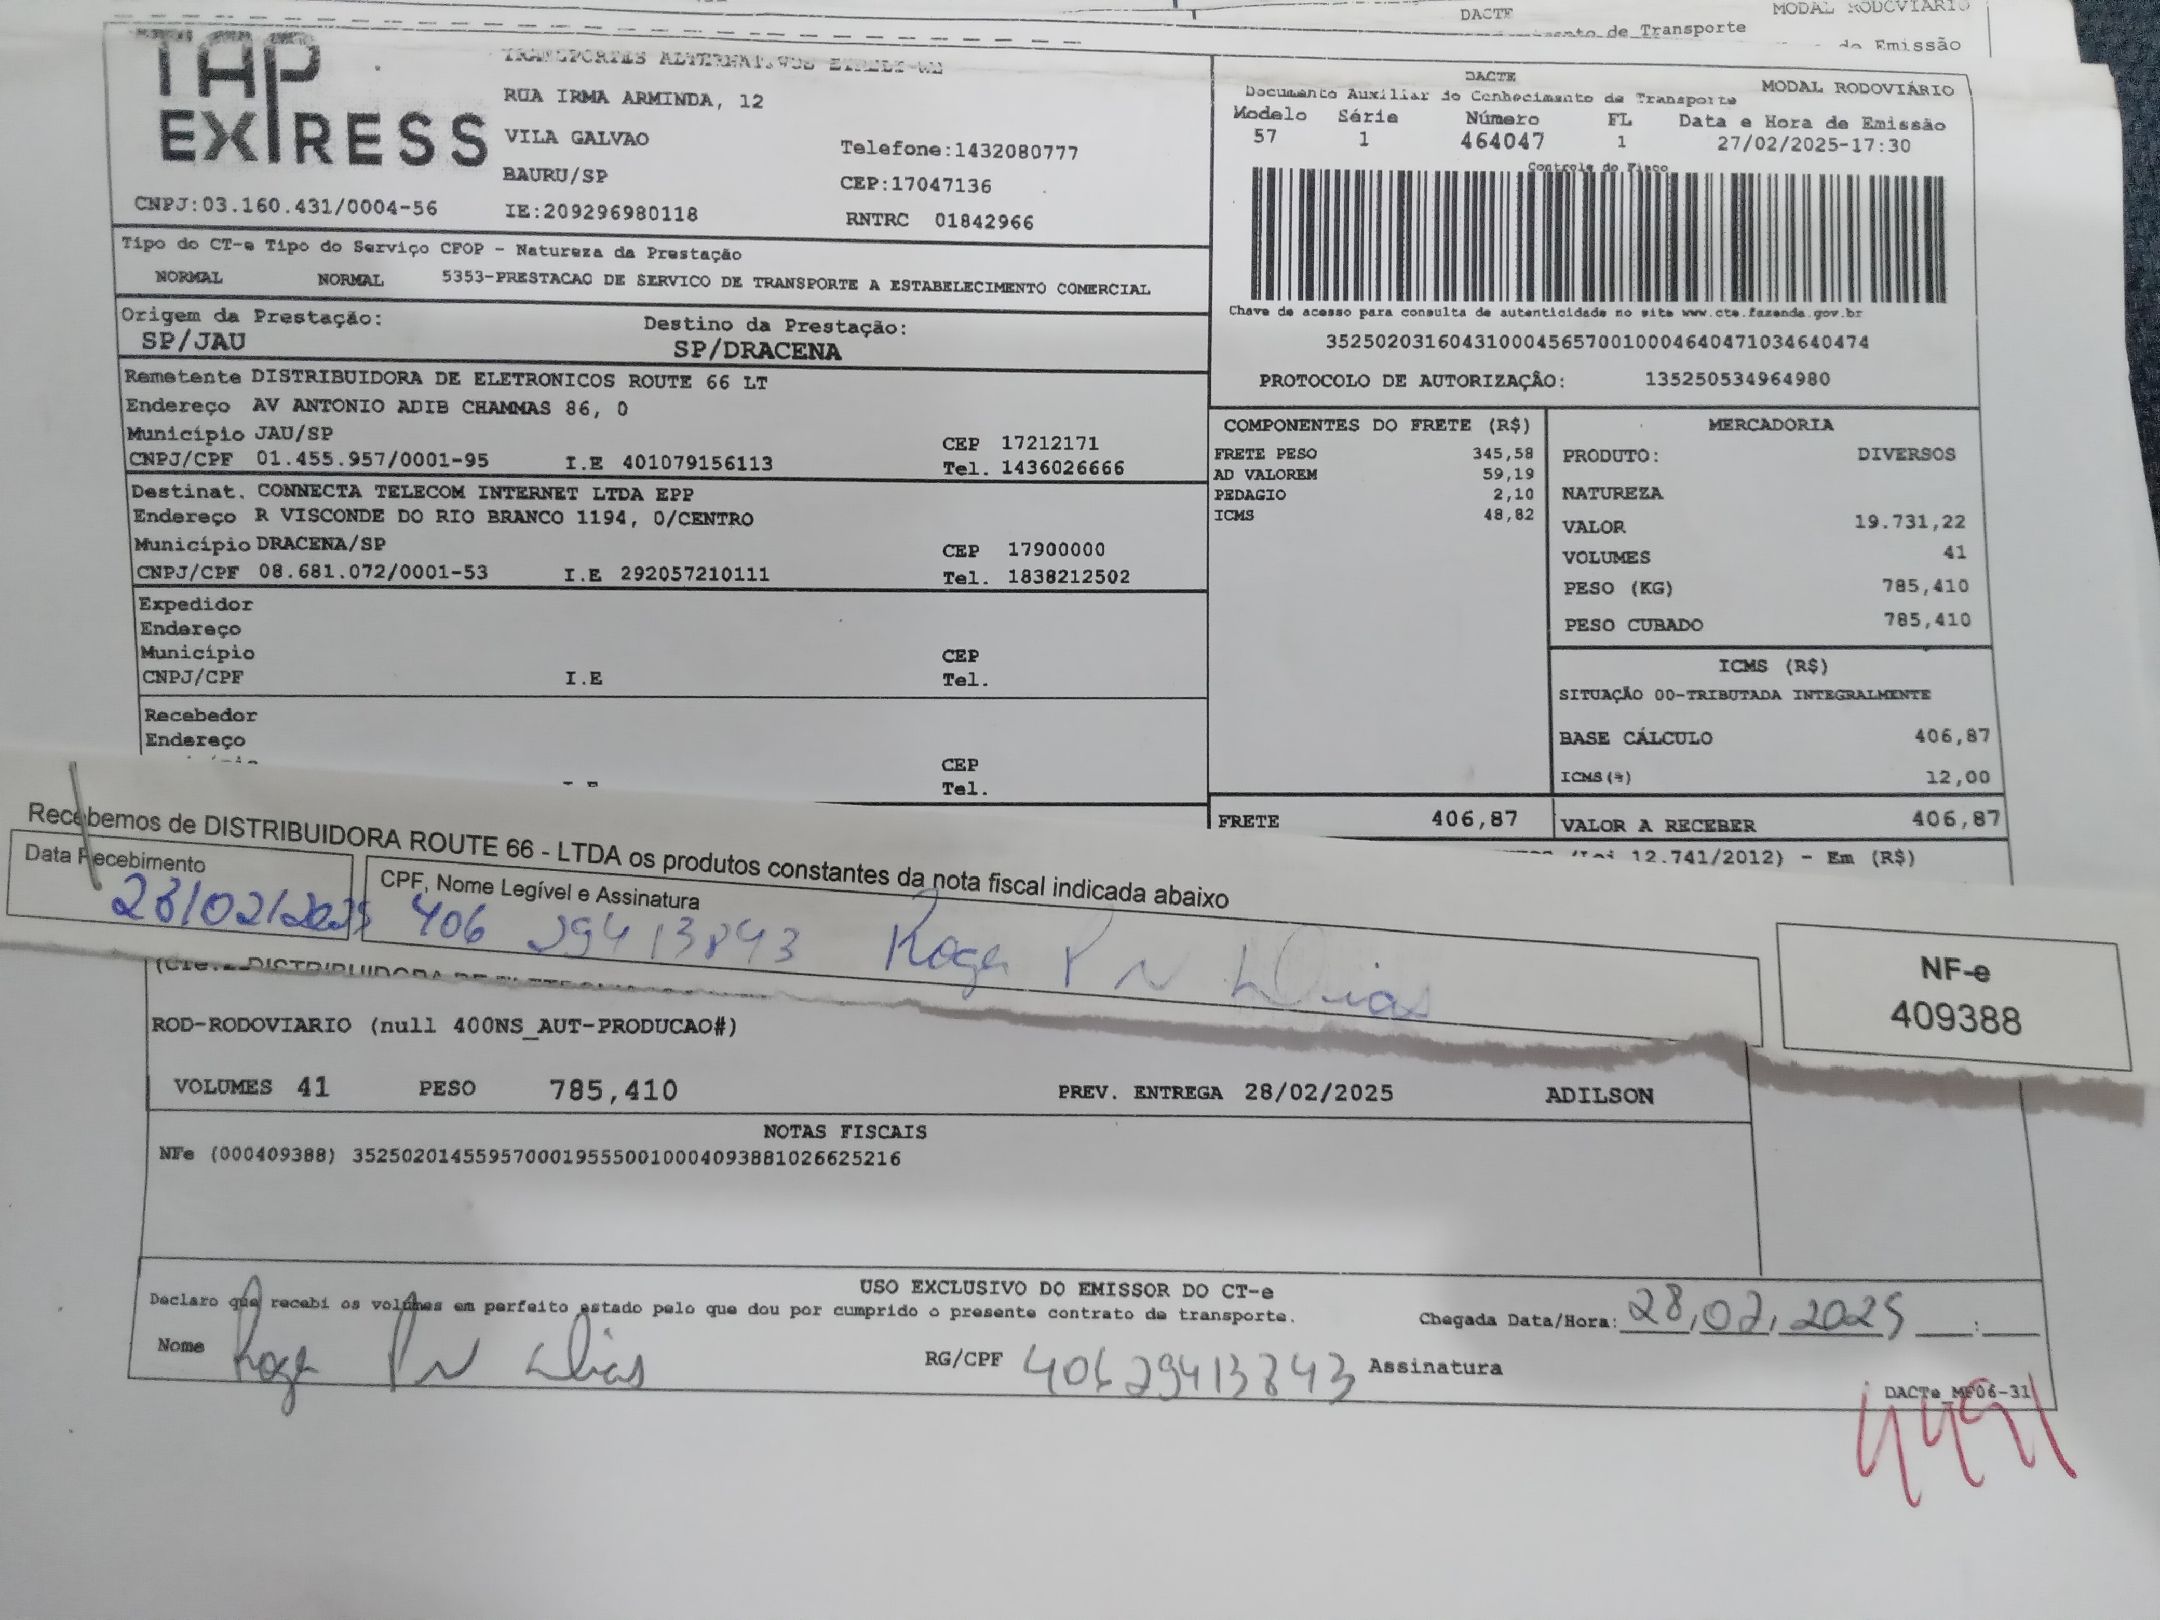 DACTE
MODAL RODOVIÁRIO
de Transporte
de Emissão
TAP
EXPRESS
TRANSPORTES ALTERNATIVOS EIRELI-ME
RUA IRMA ARMINDA, 12
VILA GALVAO
Telefone:1432080777
BAURU/SP
CEP:17047136
CNPJ:03.160.431/0004-56
IE:209296980118
RNTRC 01842966
DACTE
MODAL RODOVIÁRIO
Documento Auxiliar do Conhecimento de Transporte
Modelo Série Número FL Data e Hora de Emissão
57 1 464047 1 27/02/2025-17:30
Controle do Fisco
Chave de acesso para consulta de autenticidade no site www.cte.fazenda.gov.br
35250203160431000456570010004640471034640474
PROTOCOLO DE AUTORIZAÇÃO: 135250534964980
Tipo do CT-e Tipo do Serviço CFOP - Natureza da Prestação
NORMAL NORMAL 5353-PRESTACAO DE SERVICO DE TRANSPORTE A ESTABELECIMENTO COMERCIAL
Origem da Prestação: Destino da Prestação:
SP/JAU SP/DRACENA
Remetente DISTRIBUIDORA DE ELETRONICOS ROUTE 66 LT
Endereço AV ANTONIO ADIB CHAMMAS 86, 0
Município JAU/SP CEP 17212171
CNPJ/CPF 01.455.957/0001-95 I.E 401079156113 Tel. 1436026666
Destinat. CONNECTA TELECOM INTERNET LTDA EPP
Endereço R VISCONDE DO RIO BRANCO 1194, 0/CENTRO
Município DRACENA/SP CEP 17900000
CNPJ/CPF 08.681.072/0001-53 I.E 292057210111 Tel. 1838212502
Expedidor
Endereço
Município CEP
CNPJ/CPF I.E Tel.
Recebedor
Endereço
CEP
Tel.
COMPONENTES DO FRETE (R$)
FRETE PESO 345,58
AD VALOREM 59,19
PEDAGIO 2,10
ICMS 48,82
MERCADORIA
PRODUTO: DIVERSOS
NATUREZA
VALOR 19.731,22
VOLUMES 41
PESO (KG) 785,410
PESO CUBADO 785,410
ICMS (R$)
SITUAÇÃO 00-TRIBUTADA INTEGRALMENTE
BASE CÁLCULO 406,87
ICMS(%) 12,00
FRETE 406,87 VALOR A RECEBER 406,87
(Lei 12.741/2012) - Em (R$)
Recebemos de DISTRIBUIDORA ROUTE 66 - LTDA os produtos constantes da nota fiscal indicada abaixo
Data Recebimento
28/02/2025
CPF, Nome Legível e Assinatura
406 29413843 Roger P N Dias
NF-e
409388
DISTRIBUIDORA DE
ROD-RODOVIARIO (null 400NS_AUT-PRODUCAO#)
VOLUMES 41 PESO 785,410 PREV. ENTREGA 28/02/2025 ADILSON
NOTAS FISCAIS
NFe (000409388) 35250201455957000195550010004093881026625216
USO EXCLUSIVO DO EMISSOR DO CT-e
Declaro que recebi os volumes em perfeito estado pelo que dou por cumprido o presente contrato de transporte.
Chegada Data/Hora: 28,02,2025 :
Nome Roger P N Dias RG/CPF 40629413843 Assinatura
DACTe_MF06-31
4491